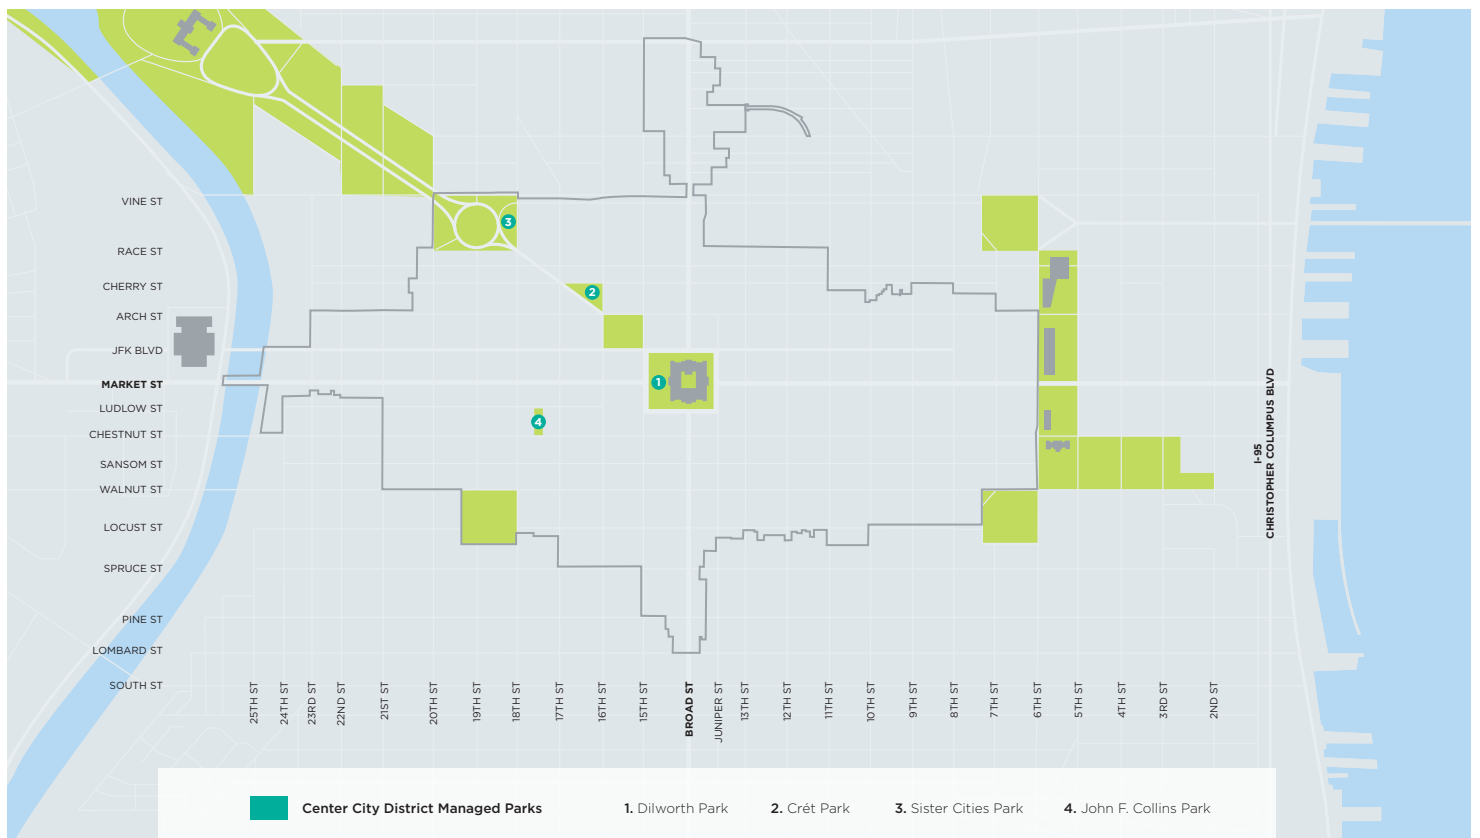 3
2
1
4
VINE ST
RACE ST
CHERRY ST
ARCH ST
JFK BLVD
MARKET ST
LUDLOW ST
CHESTNUT ST
SANSOM ST
WALNUT ST
LOCUST ST
SPRUCE ST
PINE ST
LOMBARD ST
SOUTH ST
25TH ST
24TH ST
23RD ST
22ND ST
21ST ST
20TH ST
19TH ST
18TH ST
17TH ST
16TH ST
15TH ST
BROAD ST
JUNIPER ST
13TH ST
12TH ST
11TH ST
10TH ST
9TH ST
8TH ST
7TH ST
6TH ST
5TH ST
4TH ST
3RD ST
2ND ST
I-95
CHRISTOPHER COLUMBUS BLVD
Center City District Managed Parks
1. Dilworth Park
2. Crét Park
3. Sister Cities Park
4. John F. Collins Park